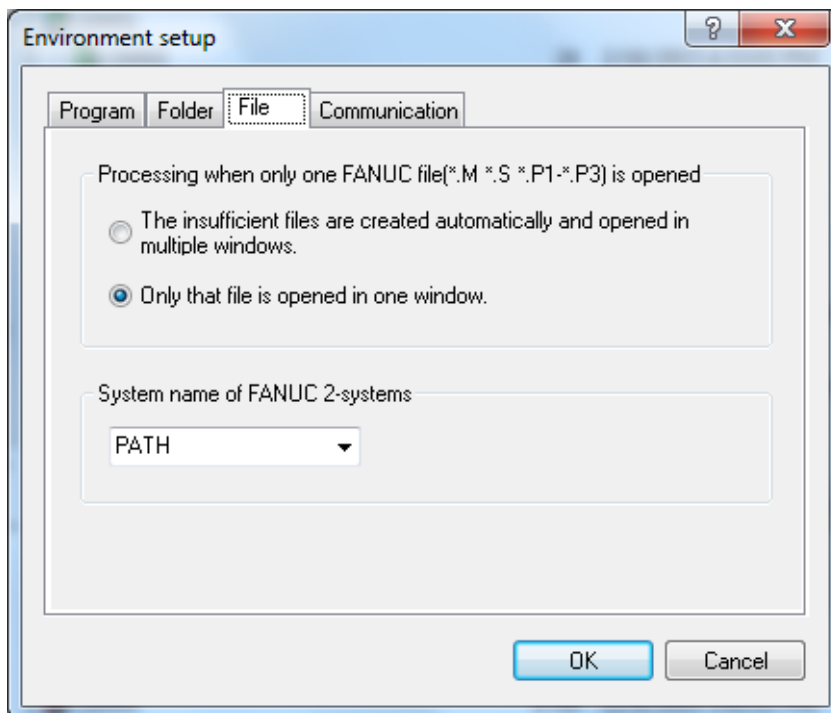 Environment setup
Program Folder File Communication
Processing when only one FANUC file(*.M *.S *.P1-*.P3) is opened
The insufficient files are created automatically and opened in
multiple windows.
Only that file is opened in one window.
System name of FANUC 2-systems
PATH
OK Cancel